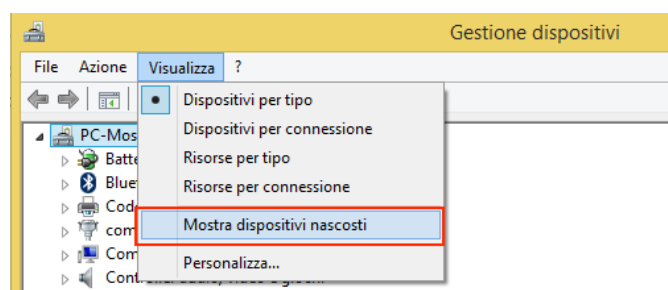 Gestione dispositivi
File Azione Visualizza ?
Dispositivi per tipo
Dispositivi per connessione
Risorse per tipo
Risorse per connessione
Mostra dispositivi nascosti
Personalizza...
PC-Mos
Batte
Blue
Code
com
Com
Cont